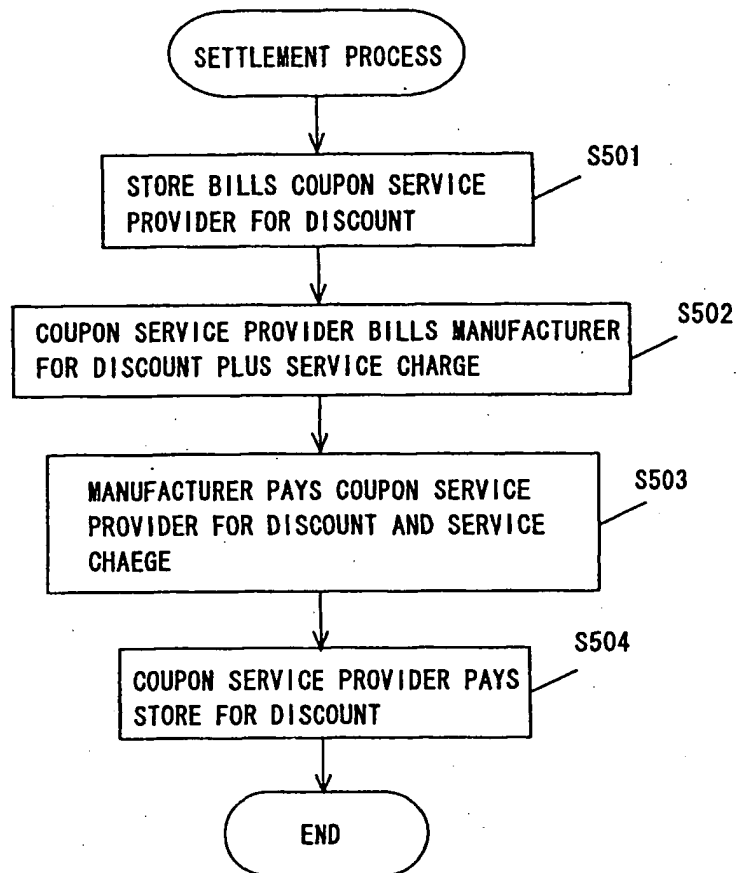 SETTLEMENT PROCESS
S501
STORE BILLS COUPON SERVICE
PROVIDER FOR DISCOUNT
S502
COUPON SERVICE PROVIDER BILLS MANUFACTURER
FOR DISCOUNT PLUS SERVICE CHARGE
S503
MANUFACTURER PAYS COUPON SERVICE
PROVIDER FOR DISCOUNT AND SERVICE
CHAEGE
S504
COUPON SERVICE PROVIDER PAYS
STORE FOR DISCOUNT
END